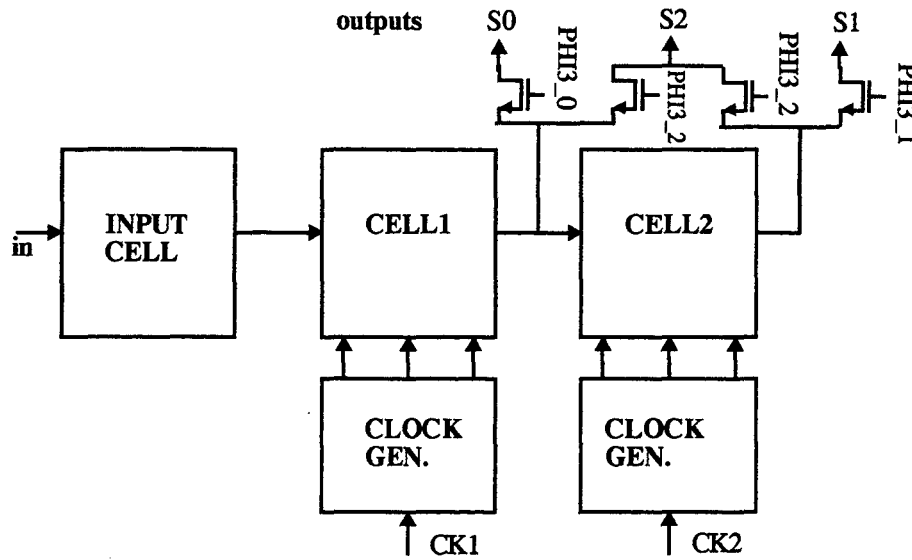 outputs
S0
S2
S1
PHI3_0
PHI3_2
PHI3_2
PHI3_1
in
INPUT
CELL
CELL1
CELL2
CLOCK
GEN.
CLOCK
GEN.
CK1
CK2